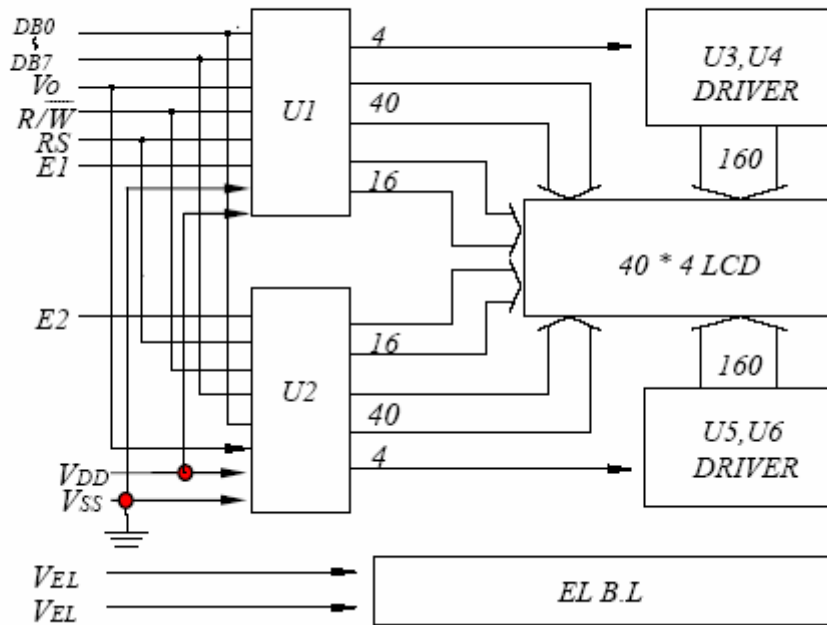 DB0
~
DB7
Vo
R/W̅
RS
E1
U1
4
40
16
U3,U4
DRIVER
160
40 * 4 LCD
E2
U2
16
40
4
160
U5,U6
DRIVER
VDD
VSS
VEL
VEL
EL B.L